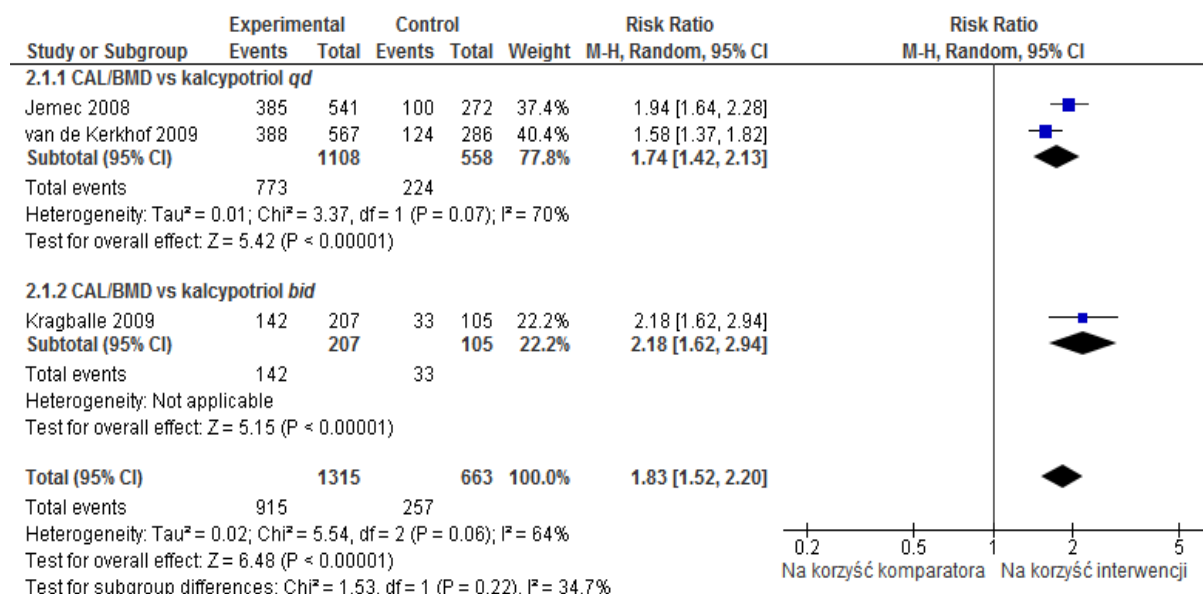 Experimental Control Risk Ratio Risk Ratio
Study or Subgroup Events Total Events Total Weight M-H, Random, 95% CI M-H, Random, 95% CI
2.1.1 CAL/BMD vs kalcypotriol qd
Jemec 2008 385 541 100 272 37.4% 1.94 [1.64, 2.28]
van de Kerkhof 2009 388 567 124 286 40.4% 1.58 [1.37, 1.82]
Subtotal (95% CI) 1108 558 77.8% 1.74 [1.42, 2.13]
Total events 773 224
Heterogeneity: Tau² = 0.01; Chi² = 3.37, df = 1 (P = 0.07); I² = 70%
Test for overall effect: Z = 5.42 (P < 0.00001)
2.1.2 CAL/BMD vs kalcypotriol bid
Kragballe 2009 142 207 33 105 22.2% 2.18 [1.62, 2.94]
Subtotal (95% CI) 207 105 22.2% 2.18 [1.62, 2.94]
Total events 142 33
Heterogeneity: Not applicable
Test for overall effect: Z = 5.15 (P < 0.00001)
Total (95% CI) 1315 663 100.0% 1.83 [1.52, 2.20]
Total events 915 257
Heterogeneity: Tau² = 0.02; Chi² = 5.54, df = 2 (P = 0.06); I² = 64%
Test for overall effect: Z = 6.48 (P < 0.00001)
Test for subgroup differences: Chi² = 1.53, df = 1 (P = 0.22), I² = 34.7%
0.2 0.5 1 2 5
Na korzyść komparatora Na korzyść interwencji